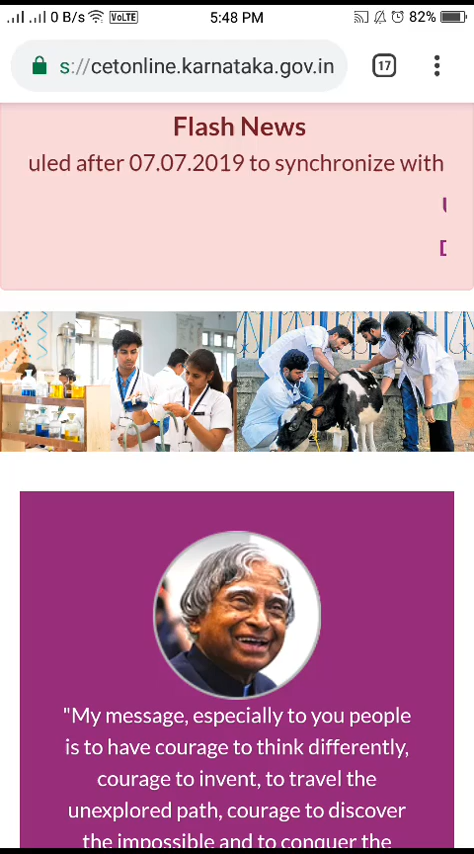 0 B/s VoLTE 5:48 PM 82%
s://cetonline.karnataka.gov.in 17
Flash News
uled after 07.07.2019 to synchronize with
"My message, especially to you people
is to have courage to think differently,
courage to invent, to travel the
unexplored path, courage to discover
the impossible and to conquer the